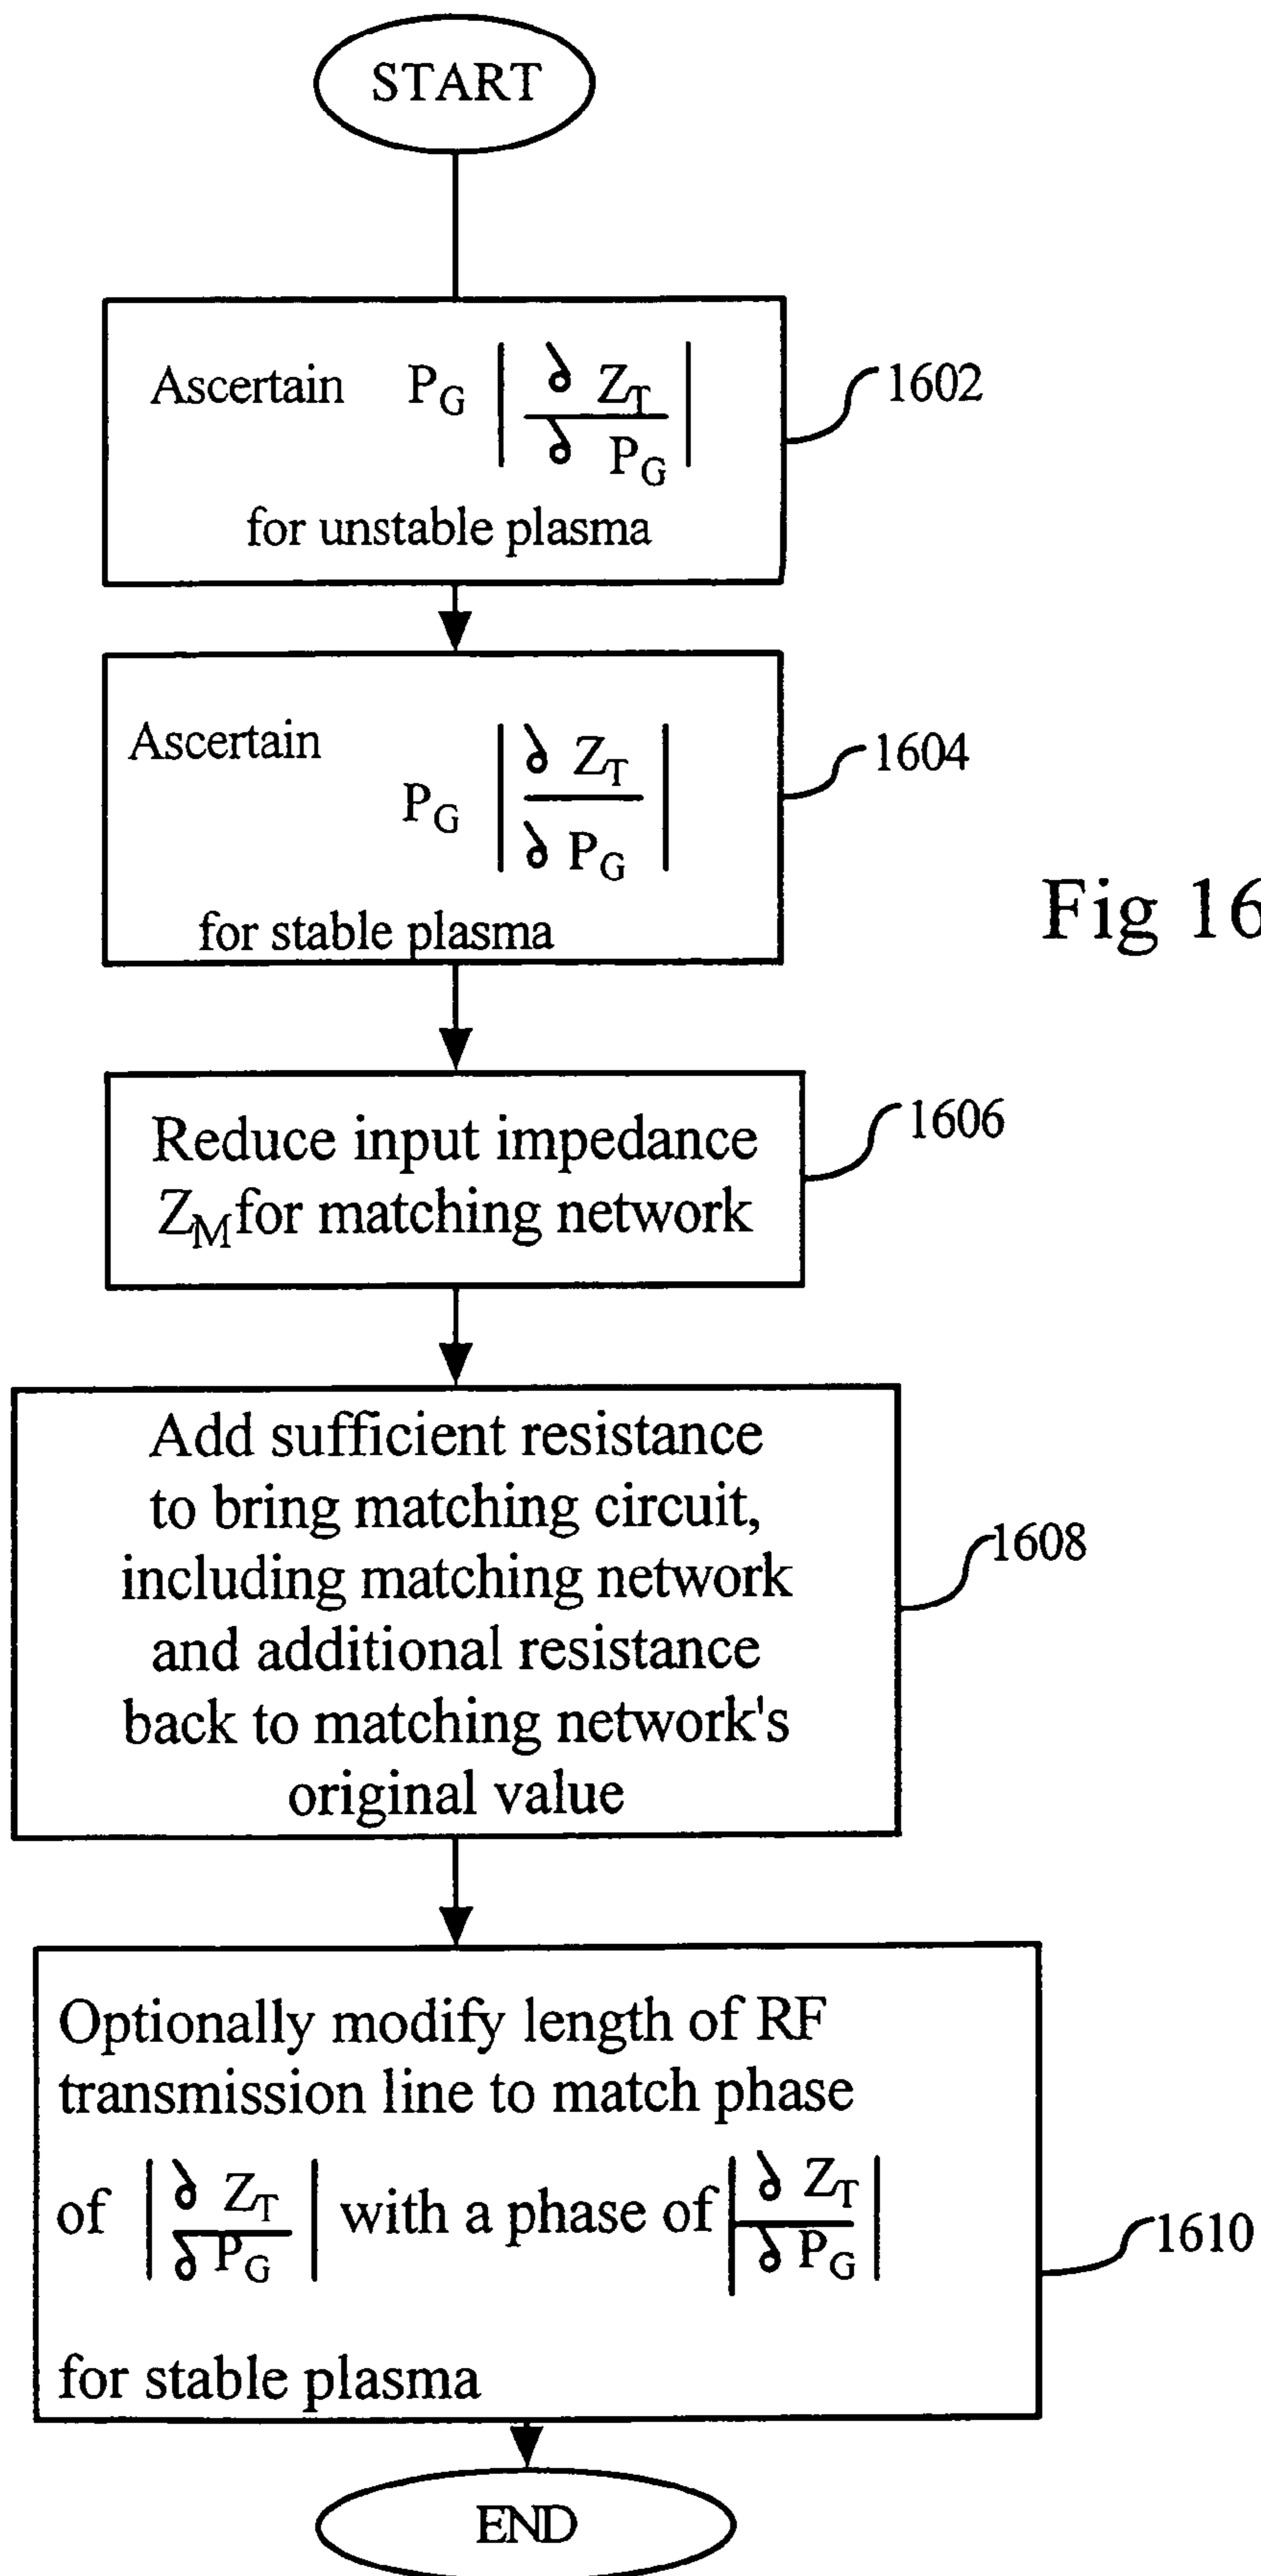 START
Ascertain P_G | ∂ Z_T / ∂ P_G |
for unstable plasma
1602
Ascertain
P_G | ∂ Z_T / ∂ P_G |
for stable plasma
1604
Fig 16
Reduce input impedance
Z_M for matching network
1606
Add sufficient resistance
to bring matching circuit,
including matching network
and additional resistance
back to matching network's
original value
1608
Optionally modify length of RF
transmission line to match phase
of | ∂ Z_T / ∂ P_G | with a phase of | ∂ Z_T / ∂ P_G |
for stable plasma
1610
END